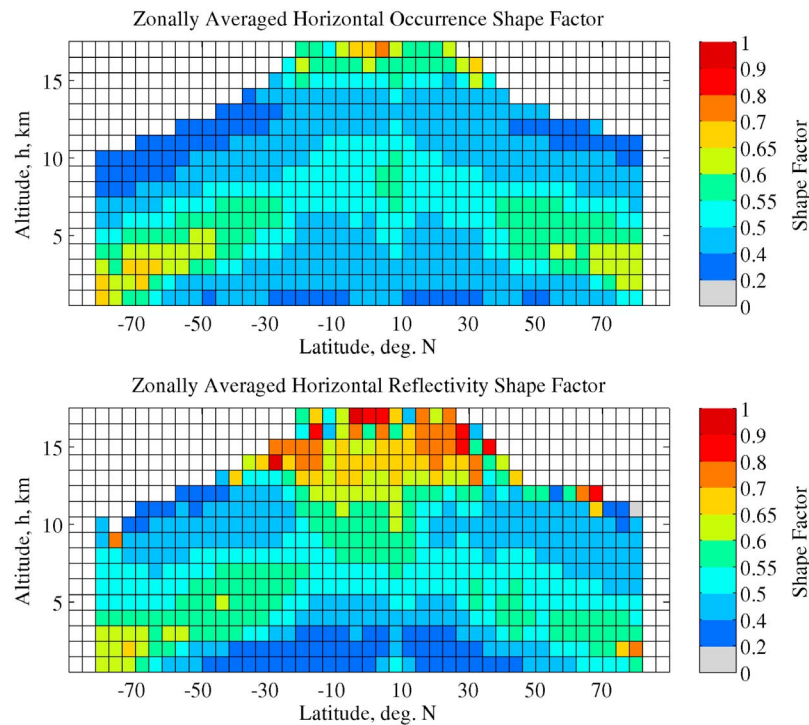 Zonally Averaged Horizontal Occurrence Shape Factor
Altitude, h, km
15
10
5
-70 -50 -30 -10 10 30 50 70
Latitude, deg. N
1
0.9
0.8
0.7
0.65
0.6
0.55
0.5
0.4
0.2
0
Shape Factor
Zonally Averaged Horizontal Reflectivity Shape Factor
Altitude, h, km
15
10
5
-70 -50 -30 -10 10 30 50 70
Latitude, deg. N
1
0.9
0.8
0.7
0.65
0.6
0.55
0.5
0.4
0.2
0
Shape Factor